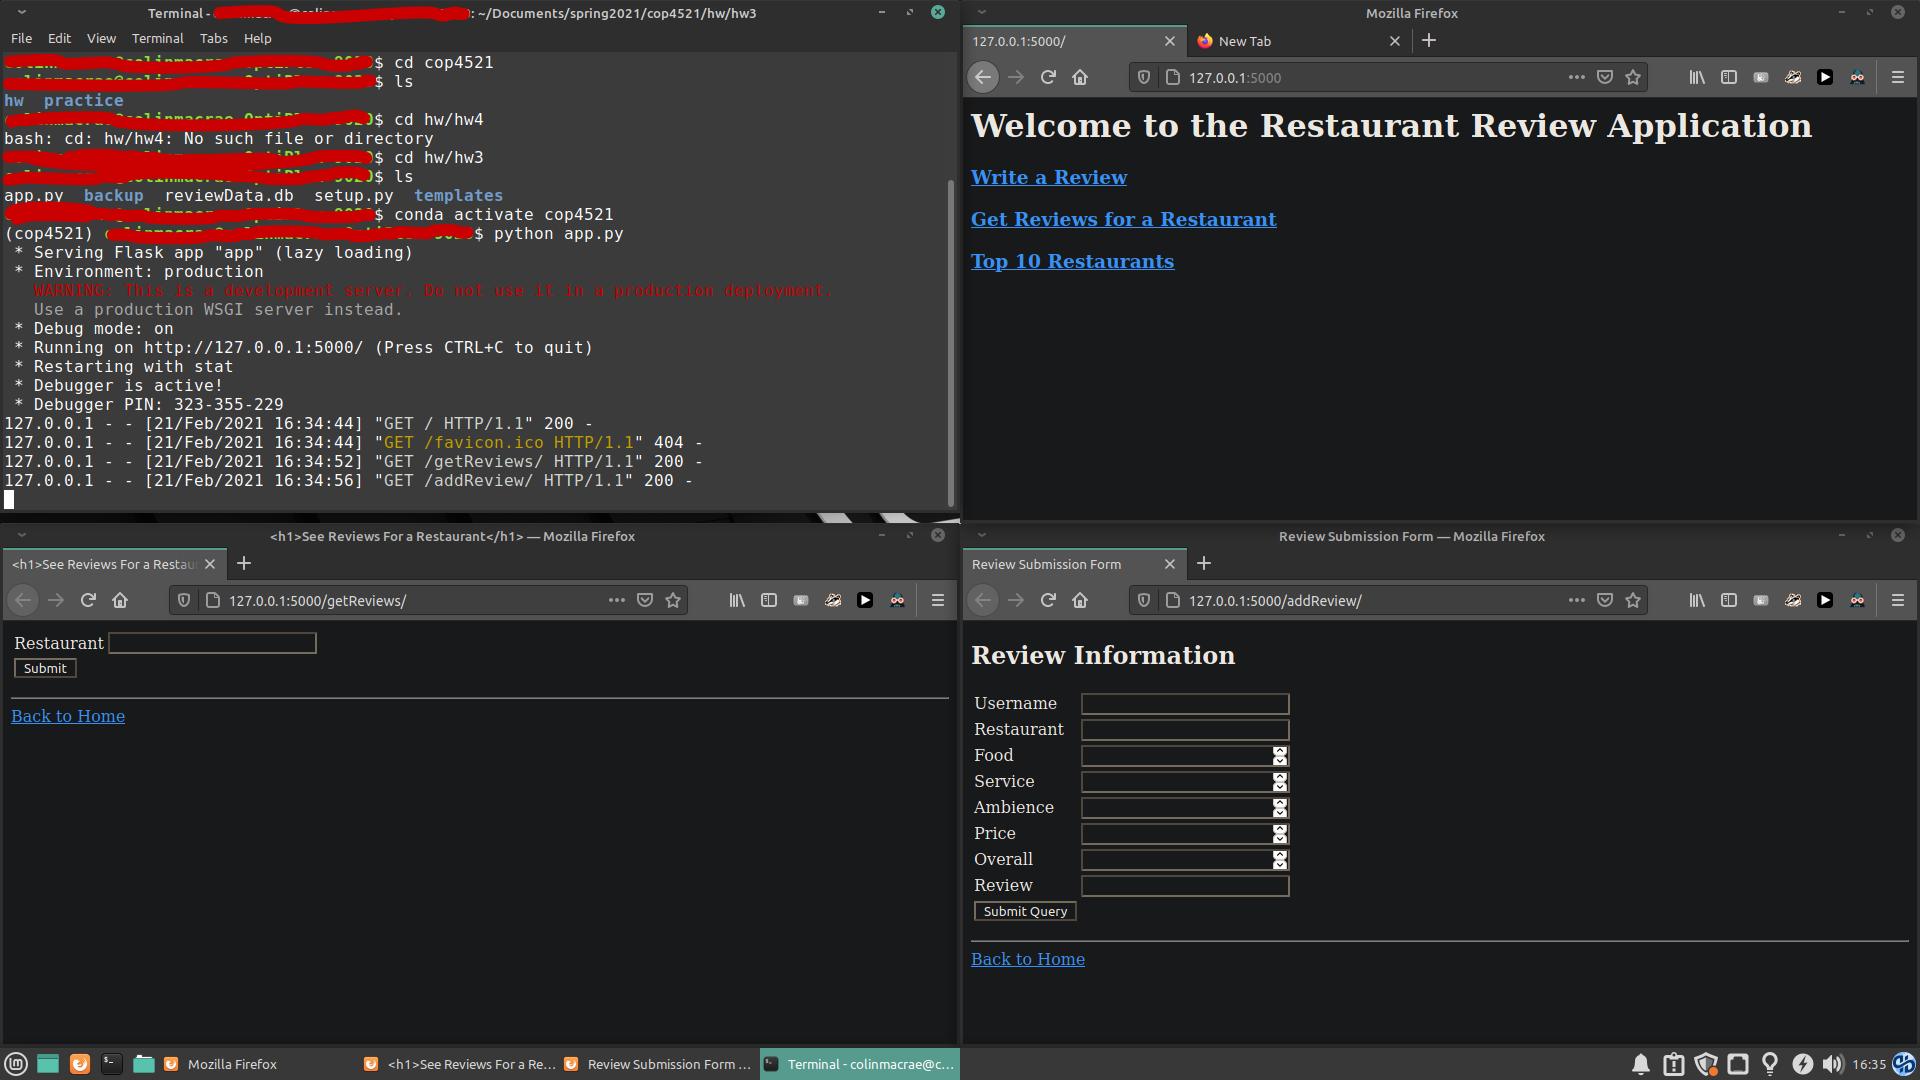 Terminal -
: ~/Documents/spring2021/cop4521/hw/hw3
File Edit View Terminal Tabs Help
$ cd cop4521
$ ls
hw practice
$ cd hw/hw4
bash: cd: hw/hw4: No such file or directory
$ cd hw/hw3
$ ls
app.py backup reviewData.db setup.py templates
$ conda activate cop4521
(cop4521) $ python app.py
* Serving Flask app "app" (lazy loading)
* Environment: production
WARNING: This is a development server. Do not use it in a production deployment.
Use a production WSGI server instead.
* Debug mode: on
* Running on http://127.0.0.1:5000/ (Press CTRL+C to quit)
* Restarting with stat
* Debugger is active!
* Debugger PIN: 323-355-229
127.0.0.1 - - [21/Feb/2021 16:34:44] "GET / HTTP/1.1" 200 -
127.0.0.1 - - [21/Feb/2021 16:34:44] "GET /favicon.ico HTTP/1.1" 404 -
127.0.0.1 - - [21/Feb/2021 16:34:52] "GET /getReviews/ HTTP/1.1" 200 -
127.0.0.1 - - [21/Feb/2021 16:34:56] "GET /addReview/ HTTP/1.1" 200 -
Mozilla Firefox
127.0.0.1:5000/
New Tab
127.0.0.1:5000
Welcome to the Restaurant Review Application
Write a Review
Get Reviews for a Restaurant
Top 10 Restaurants
<h1>See Reviews For a Restaurant</h1> — Mozilla Firefox
<h1>See Reviews For a Restau
127.0.0.1:5000/getReviews/
Restaurant
Submit
Back to Home
Review Submission Form — Mozilla Firefox
Review Submission Form
127.0.0.1:5000/addReview/
Review Information
Username
Restaurant
Food
Service
Ambience
Price
Overall
Review
Submit Query
Back to Home
Mozilla Firefox
<h1>See Reviews For a Re...
Review Submission Form ...
Terminal - colinmacrae@c...
16:35